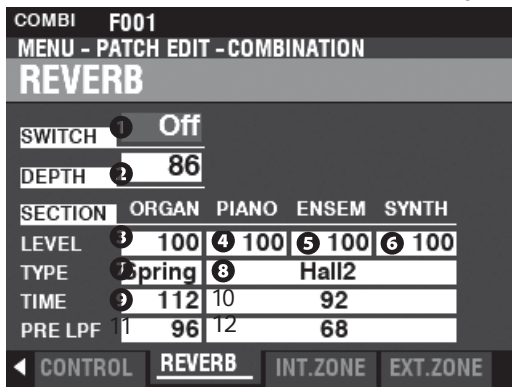 COMBI F001
MENU - PATCH EDIT - COMBINATION
REVERB
SWITCH 1 Off
DEPTH 2 86
SECTION ORGAN PIANO ENSEM SYNTH
LEVEL 3 100 4 100 5 100 6 100
TYPE 7 Spring 8 Hall2
TIME 9 112 10 92
PRE LPF 11 96 12 68
CONTROL REVERB INT.ZONE EXT.ZONE